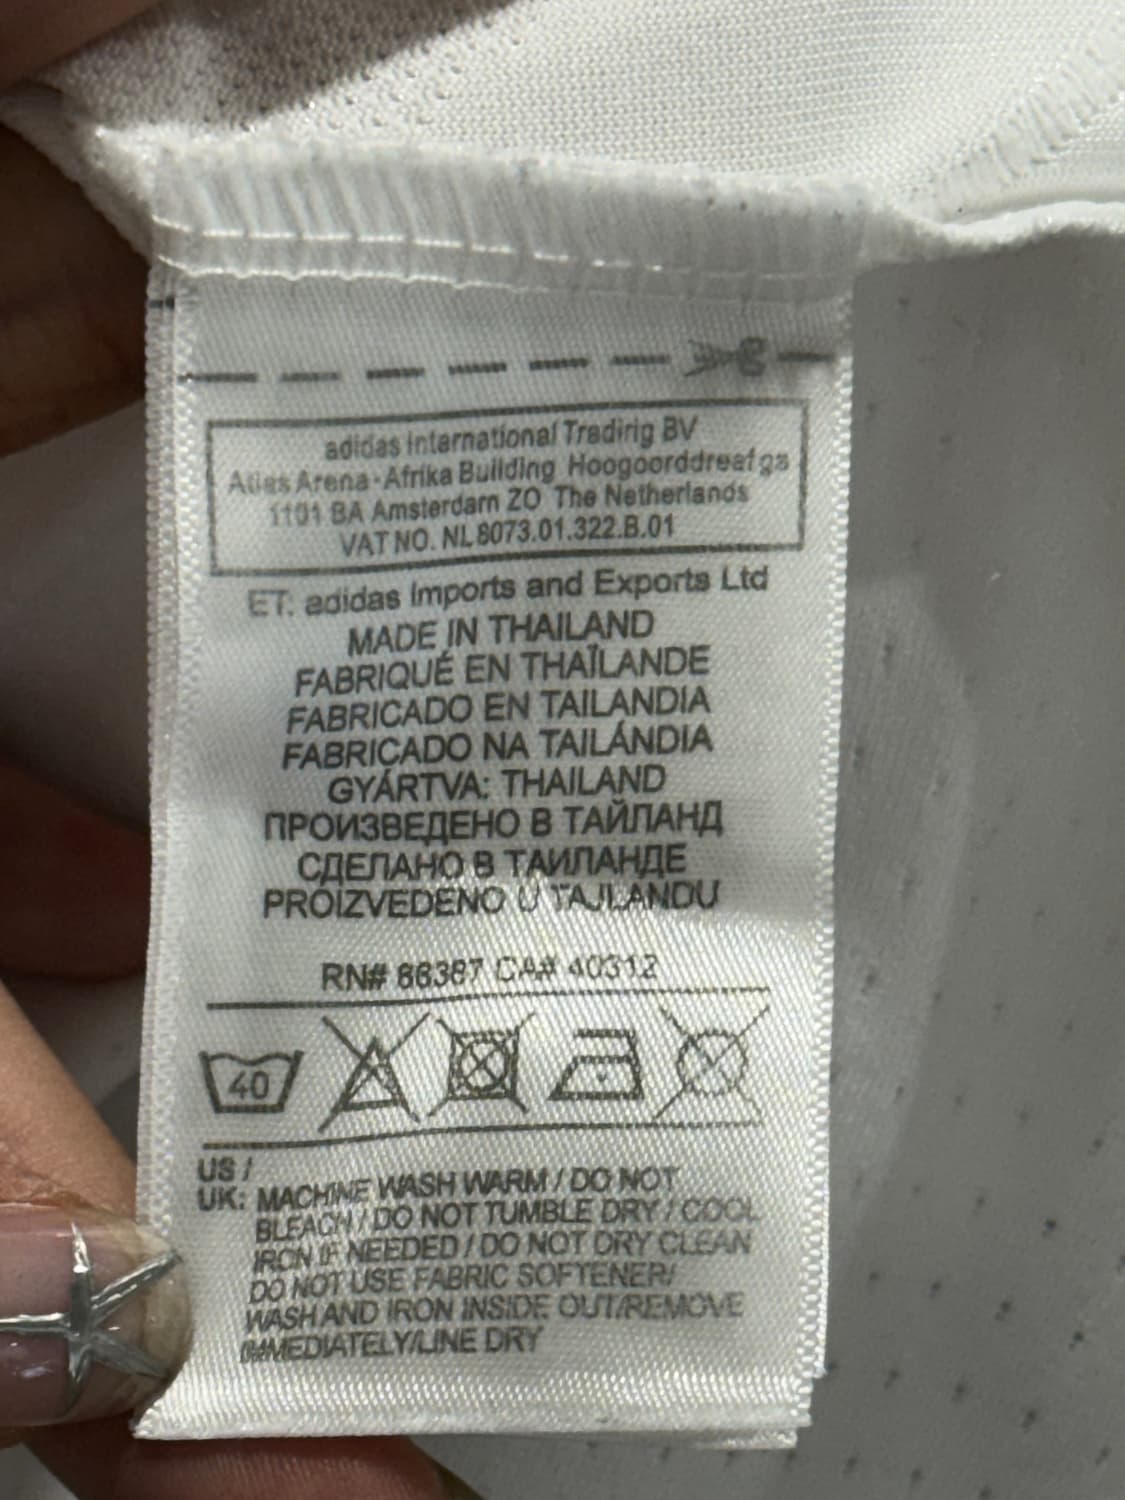 adidas International Trading BV
Atlas Arena - Afrika Building Hoogoorddreef 9a
1101 BA Amsterdam ZO The Netherlands
VAT NO. NL 8073.01.322.B.01
ET: adidas Imports and Exports Ltd
MADE IN THAILAND
FABRIQUÉ EN THAÏLANDE
FABRICADO EN TAILANDIA
FABRICADO NA TAILÁNDIA
GYÁRTVA: THAILAND
ПРОИЗВЕДЕНО В ТАЙЛАНД
СДЕЛАНО В ТАИЛАНДЕ
PROIZVEDENO U TAJLANDU
RN# 88387 CA# 40312
40
US /
UK: MACHINE WASH WARM / DO NOT
BLEACH / DO NOT TUMBLE DRY / COOL
IRON IF NEEDED / DO NOT DRY CLEAN
DO NOT USE FABRIC SOFTENER/
WASH AND IRON INSIDE OUT/REMOVE
IMMEDIATELY/LINE DRY